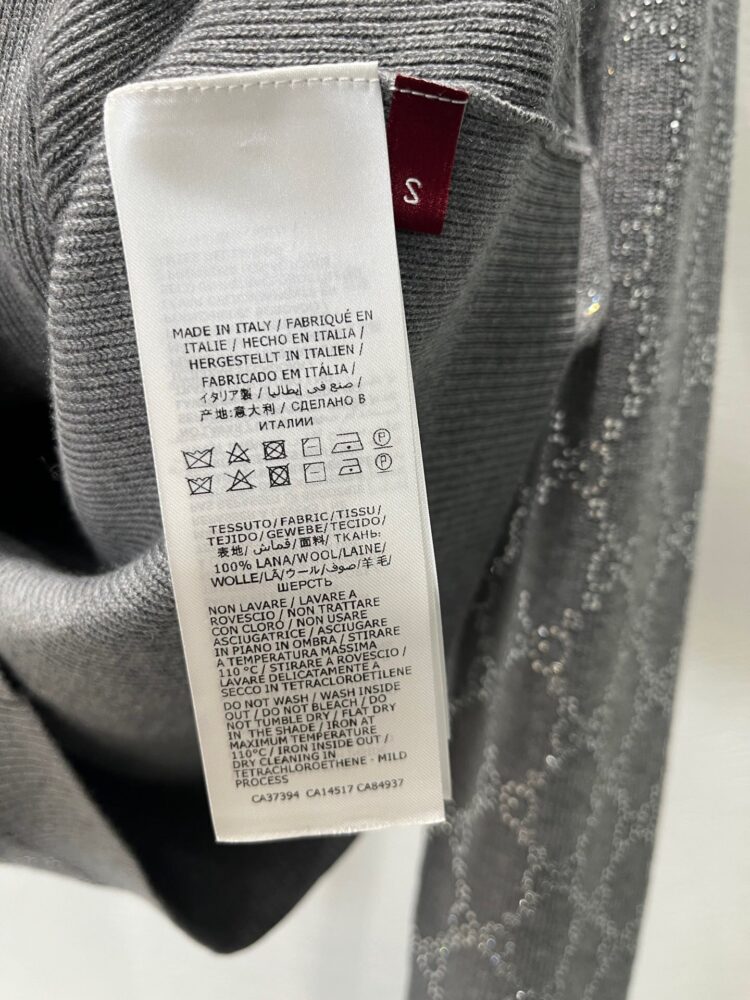 S
MADE IN ITALY / FABRIQUÉ EN
ITALIE / HECHO EN ITALIA /
HERGESTELLT IN ITALIEN /
FABRICADO EM ITÁLIA /
イタリア製 / صنع في إيطاليا /
产地:意大利 / СДЕЛАНО В
ИТАЛИИ
P
P
TESSUTO/FABRIC/TISSU/
TEJIDO/GEWEBE/TECIDO/
表地/ قماش/ 面料/ ТКАНЬ:
100% LANA/WOOL/LAINE/
WOLLE/LÃ/ウール/صوف/羊毛/
ШЕРСТЬ
NON LAVARE / LAVARE A
ROVESCIO / NON TRATTARE
CON CLORO / NON USARE
ASCIUGATRICE / ASCIUGARE
IN PIANO IN OMBRA / STIRARE
A TEMPERATURA MASSIMA
110 °C / STIRARE A ROVESCIO /
LAVARE DELICATAMENTE A
SECCO IN TETRACLOROETILENE
DO NOT WASH / WASH INSIDE
OUT / DO NOT BLEACH / DO
NOT TUMBLE DRY / FLAT DRY
IN THE SHADE / IRON AT
MAXIMUM TEMPERATURE
110°C / IRON INSIDE OUT /
DRY CLEANING IN
TETRACHLOROETHENE - MILD
PROCESS
CA37394 CA14517 CA84937